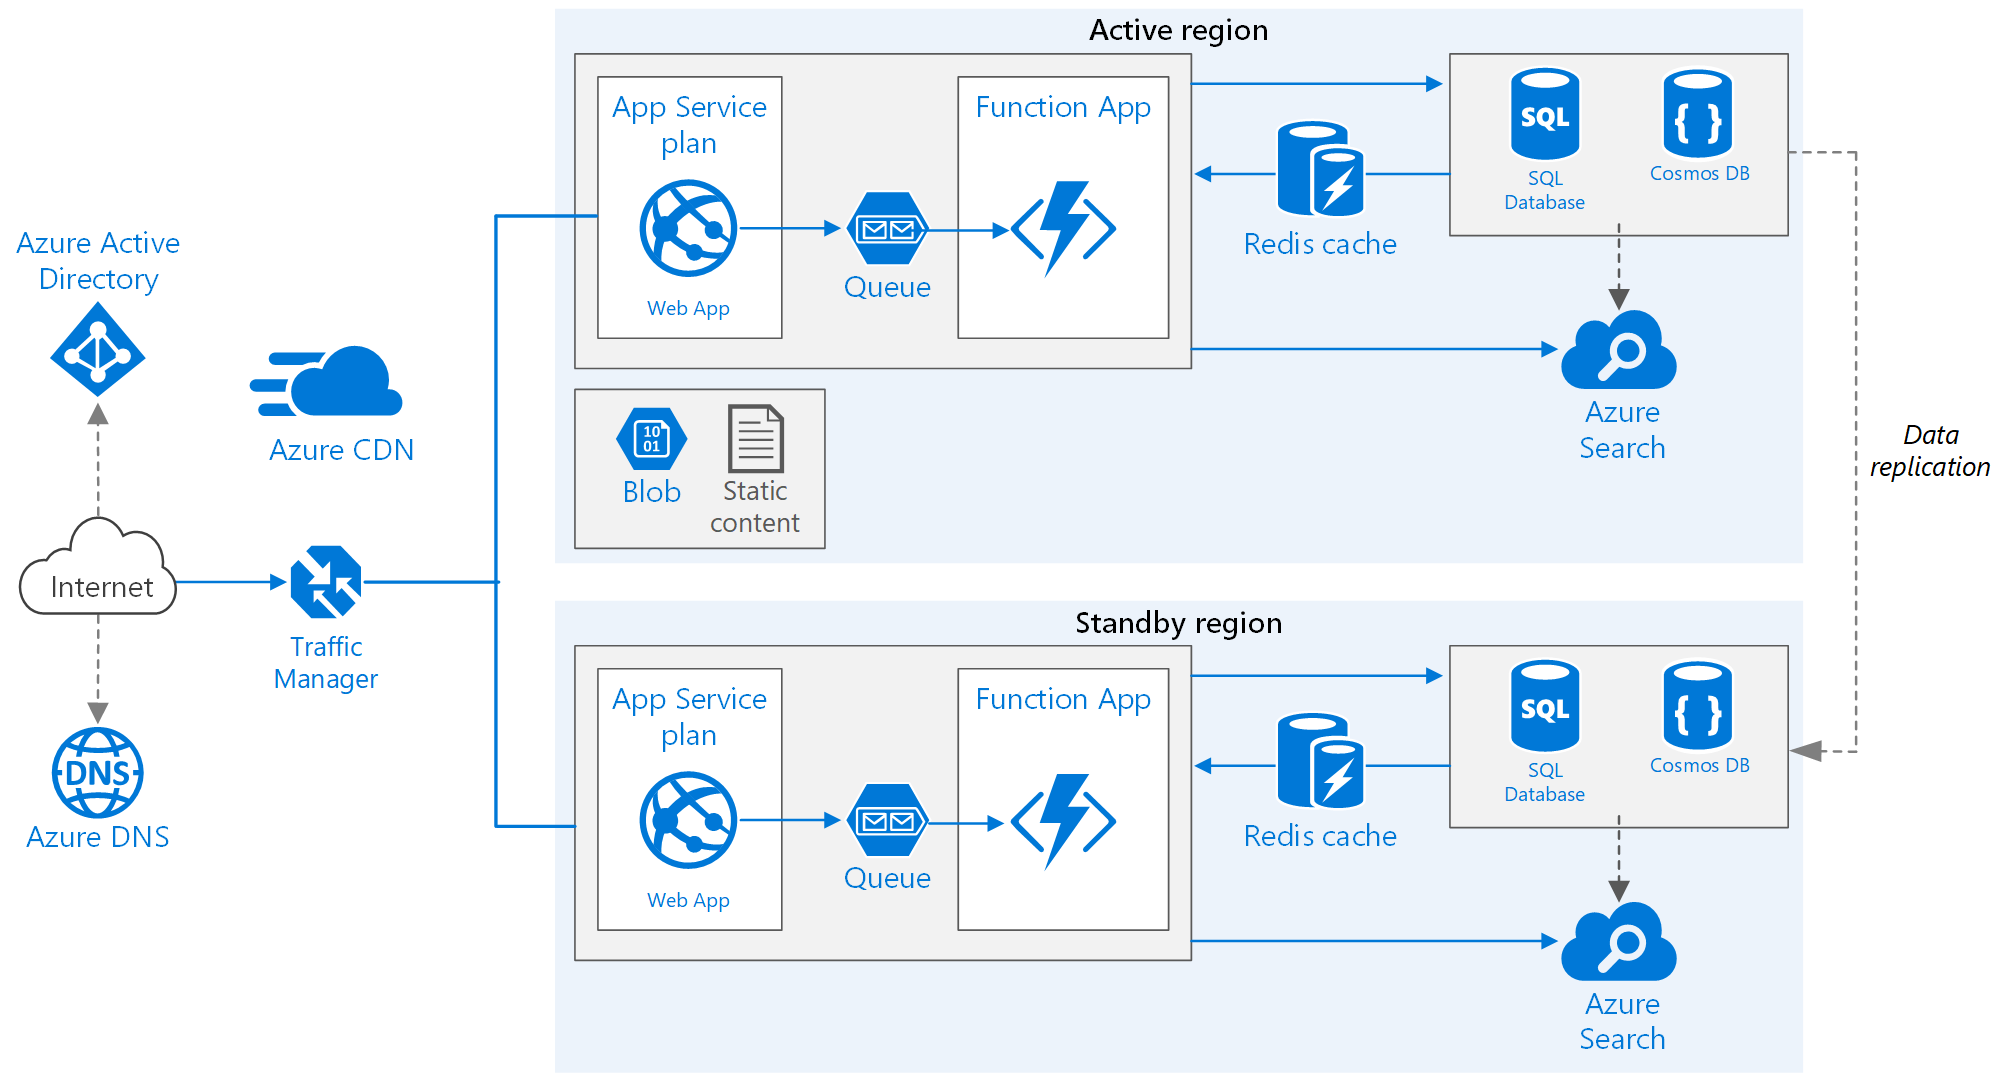 Active region
App Service
plan
Web App
Queue
Function App
Redis cache
SQL
SQL
Database
{ }
Cosmos DB
Azure
Search
10
01
Blob
Static
content
Azure Active
Directory
Azure CDN
Internet
Traffic
Manager
DNS
Azure DNS
Data
replication
Standby region
App Service
plan
Web App
Queue
Function App
Redis cache
SQL
SQL
Database
{ }
Cosmos DB
Azure
Search